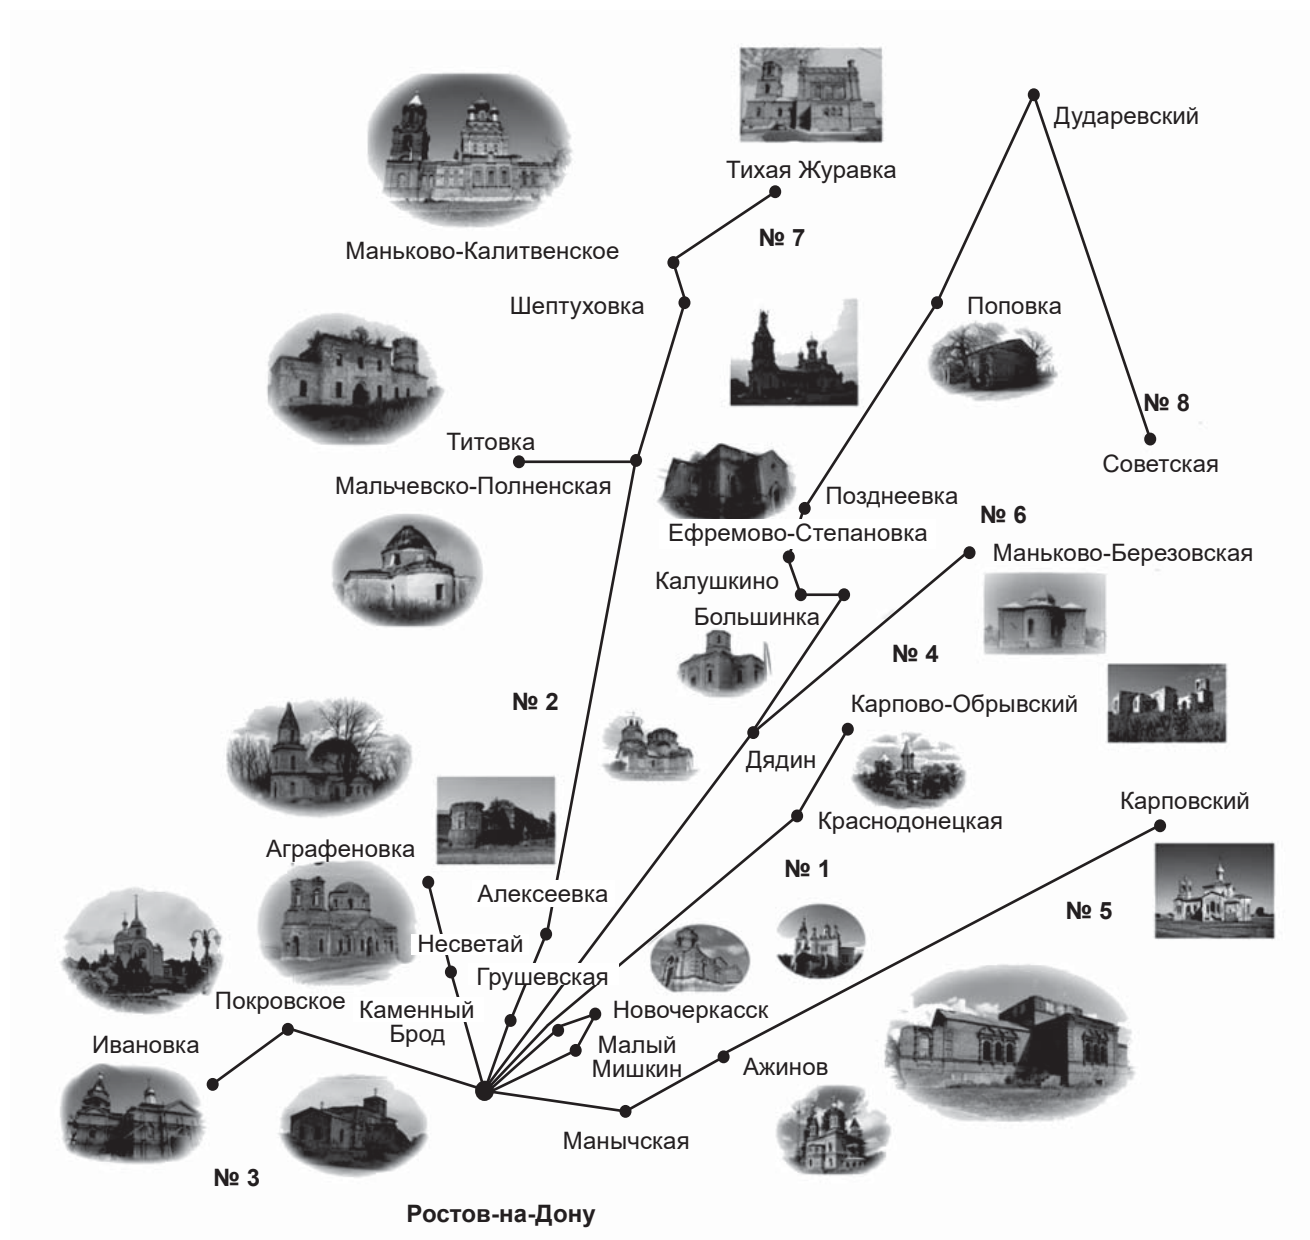 Дударевский
Тихая Журавка
№ 7
Маньково-Калитвенское
Шептуховка
Поповка
№ 8
Титовка
Советская
Мальчевско-Полненская
Позднеевка
№ 6
Ефремово-Степановка
Маньково-Березовская
Калушкино
Большинка
№ 4
№ 2
Карпово-Обрывский
Дядин
Карповский
Краснодонецкая
Аграфеновка
№ 1
Алексеевка
№ 5
Несветай
Грушевская
Покровское
Каменный
Брод
Новочеркасск
Ивановка
Малый
Мишкин
Ажинов
Манычская
№ 3
Ростов-на-Дону